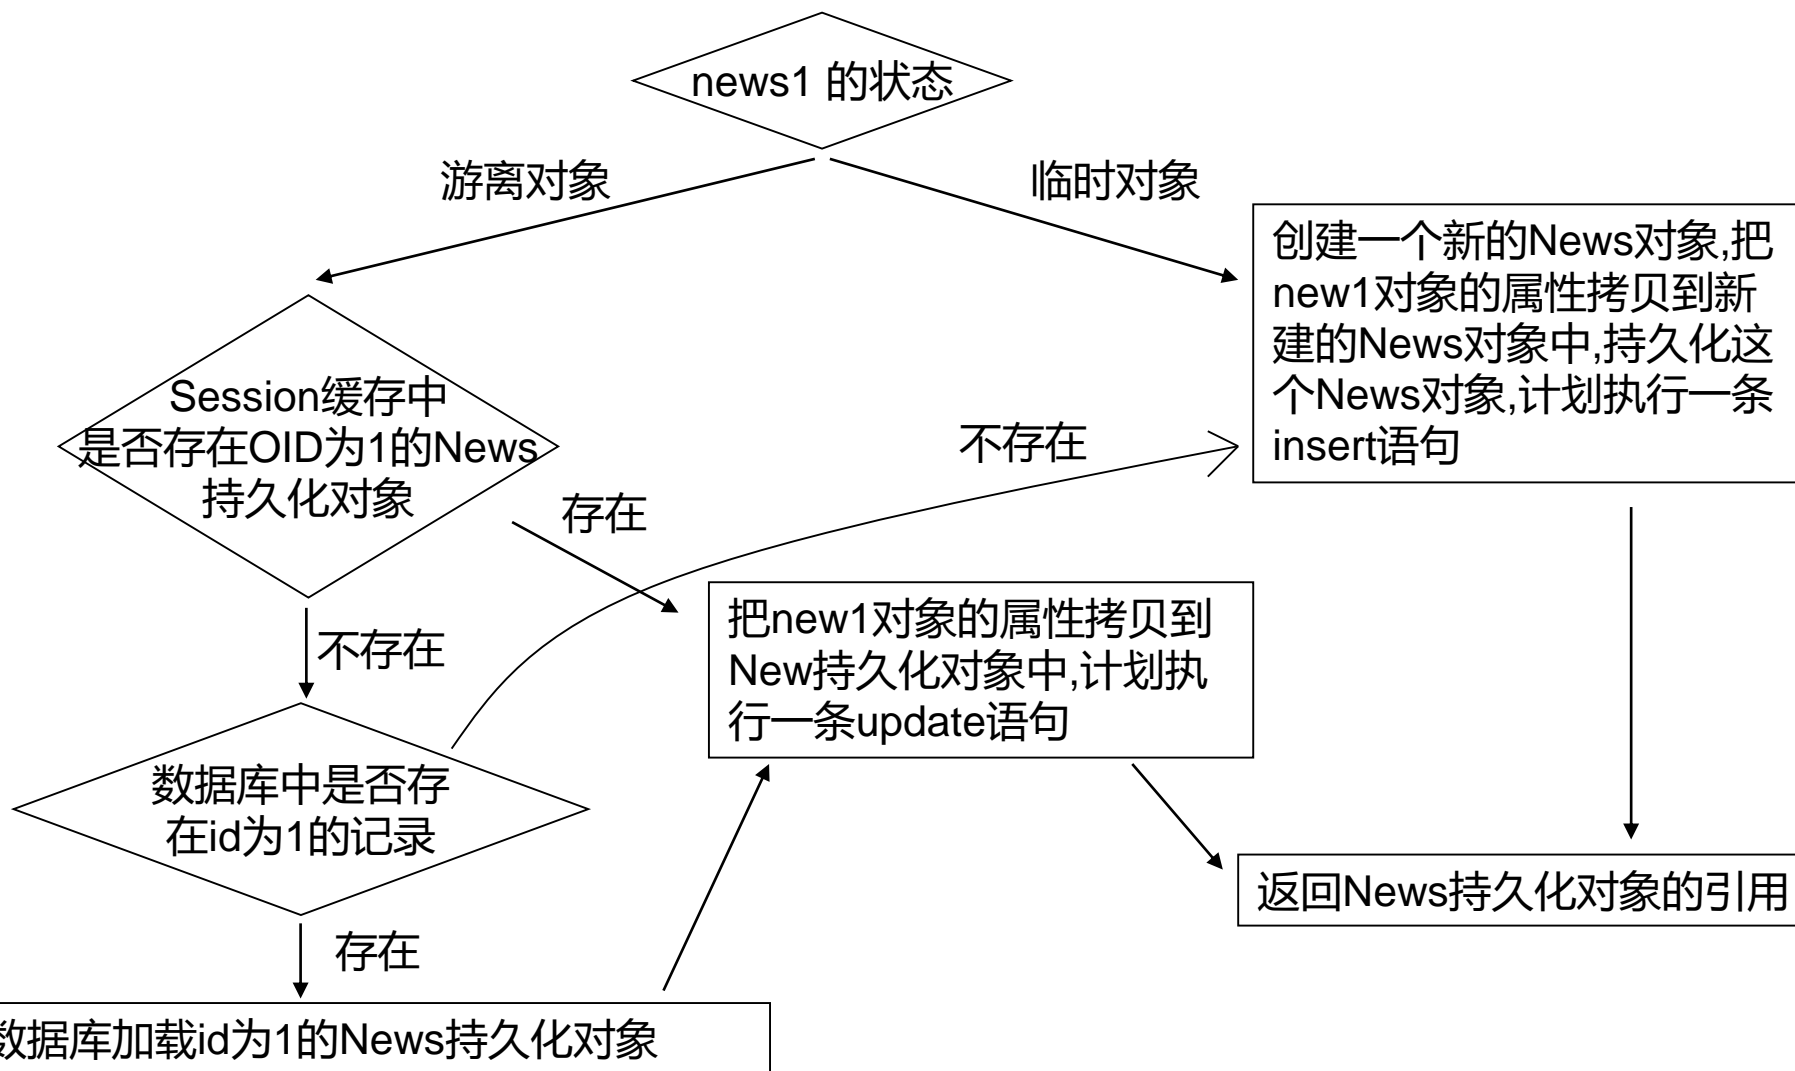 news1 的状态
游离对象
临时对象
创建一个新的News对象,把
new1对象的属性拷贝到新
建的News对象中,持久化这
个News对象,计划执行一条
insert语句
Session缓存中
是否存在OID为1的News
持久化对象
不存在
存在
把new1对象的属性拷贝到
New持久化对象中,计划执
行一条update语句
不存在
数据库中是否存
在id为1的记录
返回News持久化对象的引用
存在
数据库加载id为1的News持久化对象